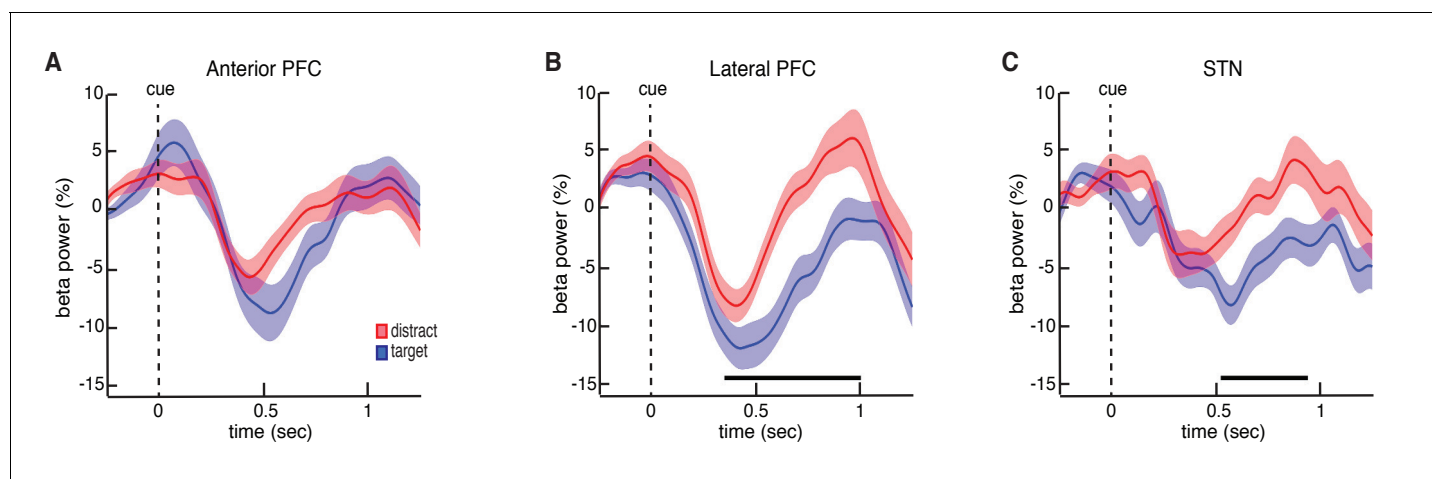 A
Anterior PFC
cue
10
5
0
-5
-10
-15
beta power (%)
distract
target
0
0.5
1
time (sec)
B
Lateral PFC
cue
10
5
0
-5
-10
-15
beta power (%)
0
0.5
1
time (sec)
C
STN
cue
10
5
0
-5
-10
-15
beta power (%)
0
0.5
1
time (sec)